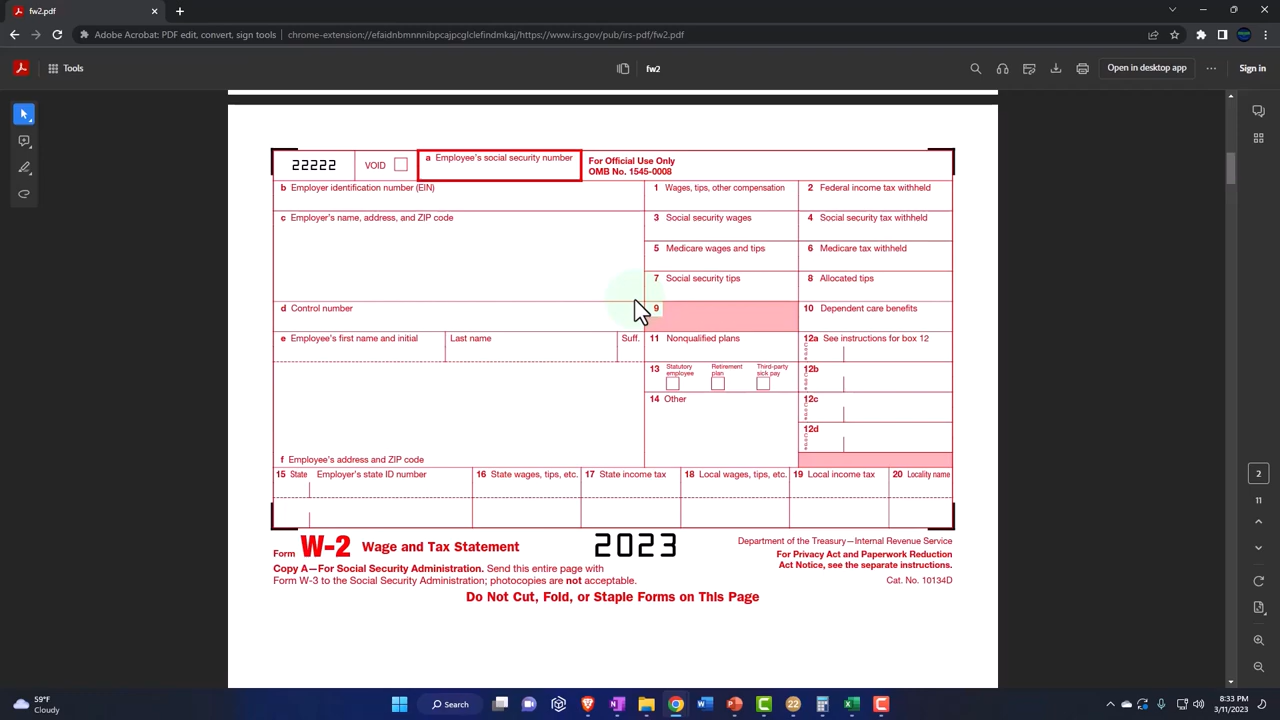 fw2.pdf
Adobe Acrobat: PDF edit, convert, sign tools | chrome-extension://efaidnbmnnnibpcajpcglclefindmkaj/https://www.irs.gov/pub/irs-pdf/fw2.pdf
Tools
fw2
Open in desktop app
Sign in
22222
VOID
a Employee's social security number
For Official Use Only
OMB No. 1545-0008
b Employer identification number (EIN)
1 Wages, tips, other compensation
2 Federal income tax withheld
c Employer's name, address, and ZIP code
3 Social security wages
4 Social security tax withheld
5 Medicare wages and tips
6 Medicare tax withheld
7 Social security tips
8 Allocated tips
d Control number
9
10 Dependent care benefits
e Employee's first name and initial
Last name
Suff.
11 Nonqualified plans
12a See instructions for box 12
Code
13
Statutory employee
Retirement plan
Third-party sick pay
12b
Code
14 Other
12c
Code
12d
Code
f Employee's address and ZIP code
15 State
Employer's state ID number
16 State wages, tips, etc.
17 State income tax
18 Local wages, tips, etc.
19 Local income tax
20 Locality name
Form W-2 Wage and Tax Statement
2023
Department of the Treasury—Internal Revenue Service
For Privacy Act and Paperwork Reduction
Act Notice, see the separate instructions.
Copy A—For Social Security Administration. Send this entire page with
Form W-3 to the Social Security Administration; photocopies are not acceptable.
Cat. No. 10134D
Do Not Cut, Fold, or Staple Forms on This Page
2
11
59°F
Cloudy
Search
22
8:33 PM
3/11/2023